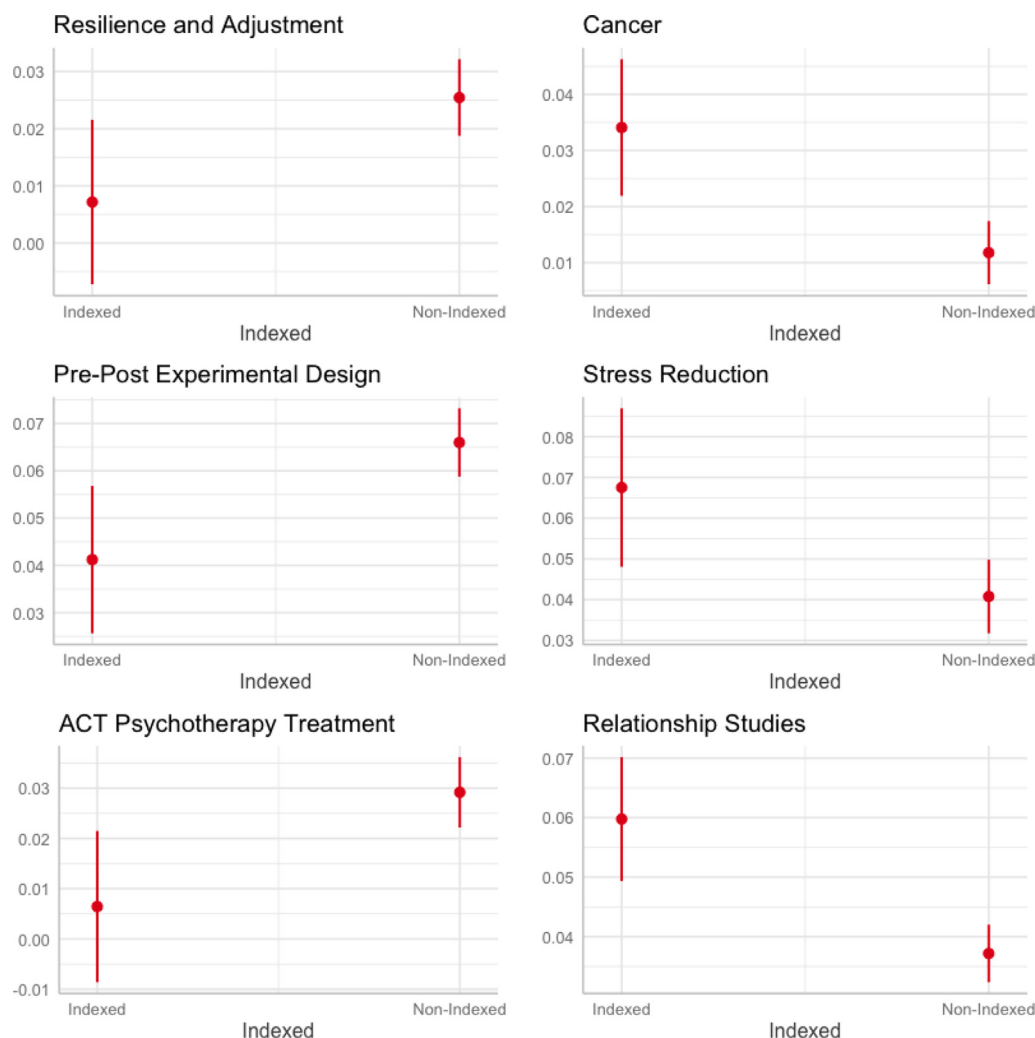 Resilience and Adjustment
0.03
0.02
0.01
0.00
Indexed Non-Indexed
Indexed
Cancer
0.04
0.03
0.02
0.01
Indexed Non-Indexed
Indexed
Pre-Post Experimental Design
0.07
0.06
0.05
0.04
0.03
Indexed Non-Indexed
Indexed
Stress Reduction
0.08
0.07
0.06
0.05
0.04
0.03
Indexed Non-Indexed
Indexed
ACT Psychotherapy Treatment
0.03
0.02
0.01
0.00
-0.01
Indexed Non-Indexed
Indexed
Relationship Studies
0.07
0.06
0.05
0.04
Indexed Non-Indexed
Indexed